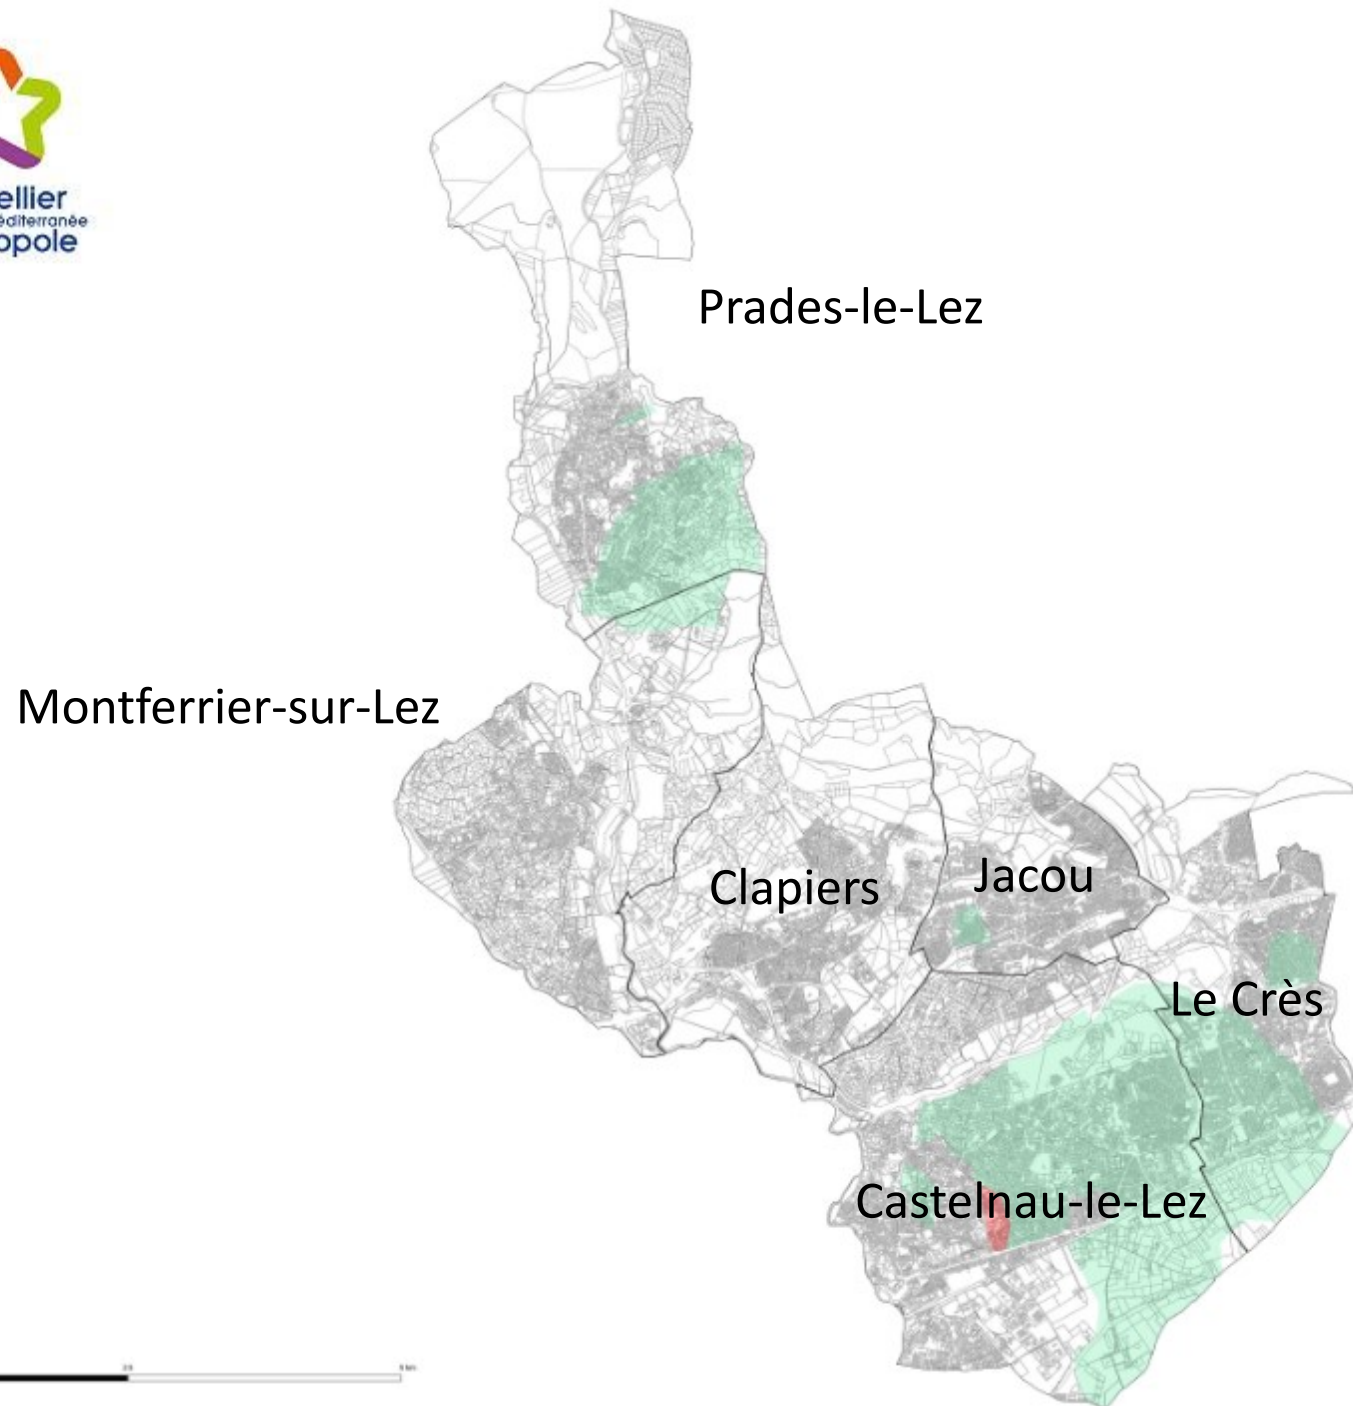 ellier
éditerranée
opole
Prades-le-Lez
Montferrier-sur-Lez
Clapiers
Jacou
Le Crès
Castelnau-le-Lez